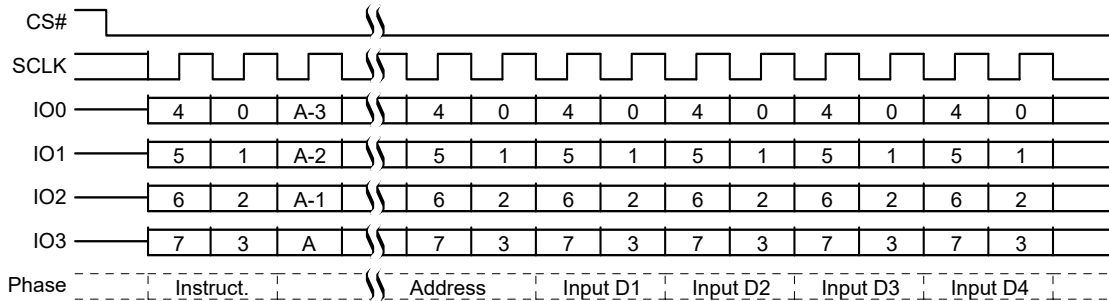 CS#
SCLK
IO0 4 0 A-3 4 0 4 0 4 0 4 0 4 0
IO1 5 1 A-2 5 1 5 1 5 1 5 1 5 1
IO2 6 2 A-1 6 2 6 2 6 2 6 2 6 2
IO3 7 3 A 7 3 7 3 7 3 7 3 7 3
Phase Instruct. Address Input D1 Input D2 Input D3 Input D4